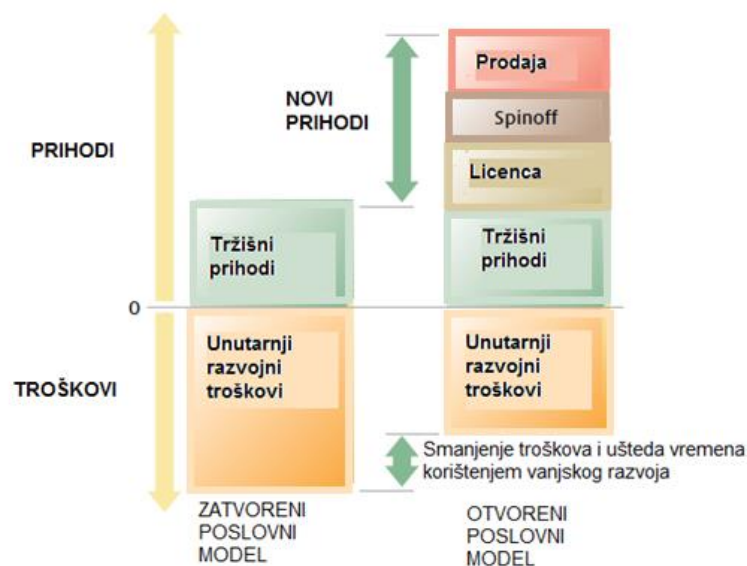 Prodaja
NOVI
PRIHODI
Spinoff
PRIHODI
Licenca
Tržišni
prihodi
Tržišni
prihodi
0
Unutarnji
razvojni
troškovi
Unutarnji
razvojni
troškovi
TROŠKOVI
Smanjenje troškova i ušteda vremena
korištenjem vanjskog razvoja
ZATVORENI
POSLOVNI
MODEL
OTVORENI
POSLOVNI
MODEL